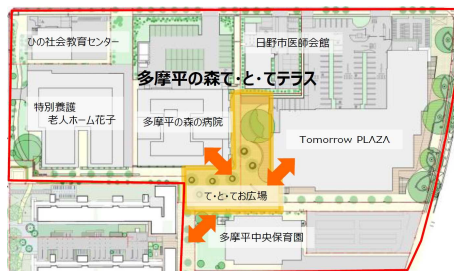 ひの社会教育センター
日野市医師会館
多摩平の森て・と・てテラス
特別養護
老人ホーム花子
多摩平の森の病院
Tomorrow PLAZA
て・と・てお広場
多摩平中央保育園